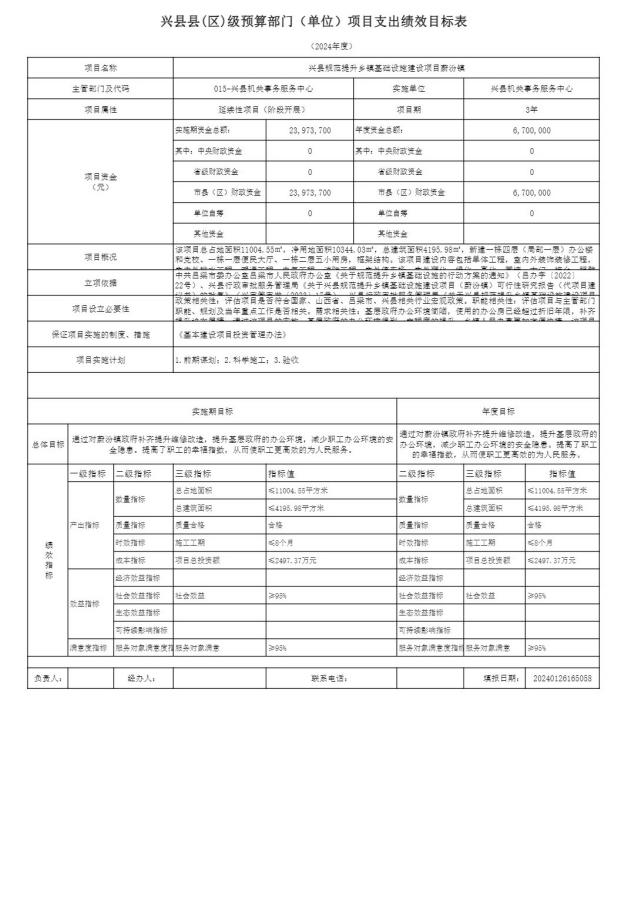 兴县县(区)级预算部门（单位）项目支出绩效目标表
（2024年度）
项目名称 兴县规范提升乡镇基础设施建设项目蔚汾镇
主管部门及代码 015-兴县机关事务服务中心 实施单位 兴县机关事务服务中心
项目属性 延续性项目（阶段开展） 项目期 3年
项目资金
（元）
实施期资金总额： 23,973,700 年度资金总额： 6,700,000
其中：中央财政资金 0 其中：中央财政资金 0
省级财政资金 0 省级财政资金 0
市县（区）财政资金 23,973,700 市县（区）财政资金 6,700,000
单位自筹 0 单位自筹 0
其他资金 其他资金
项目概况
该项目总占地面积11004.55㎡，净用地面积10344.03㎡，总建筑面积4195.98㎡，新建一栋四层（局部一层）办公楼
和党校、一栋一层便民大厅、一栋二层五小用房，框架结构。该项目建设内容包括单体工程，室内外装饰装修工程，
立项依据
中共吕梁市委办公室吕梁市人民政府办公室《关于规范提升乡镇基础设施的行动方案的通知》（吕办字〔2022〕
22号）、兴县行政审批服务管理局《关于兴县规范提升乡镇基础设施建设项目（蔚汾镇）可行性研究报告（代项目建
项目设立必要性
政策相关性：评估项目是否符合国家、山西省、吕梁市、兴县相关行业宏观政策。职能相关性：评估项目与主管部门
职能、规划及当年重点工作是否相关。需求相关性：基层政府办公环境简陋，使用的办公房已经超过折旧年限，补齐
保证项目实施的制度、措施 《基本建设项目投资管理办法》
项目实施计划 1.前期谋划；2.科学施工；3.验收
实施期目标 年度目标
总体目标
通过对蔚汾镇政府补齐提升维修改造，提升基层政府的办公环境，减少职工办公环境的安
全隐患。提高了职工的幸福指数，从而使职工更高效的为人民服务。
通过对蔚汾镇政府补齐提升维修改造，提升基层政府的
办公环境，减少职工办公环境的安全隐患。提高了职工
的幸福指数，从而使职工更高效的为人民服务。
绩效指标
一级指标 二级指标 三级指标 指标值 二级指标 三级指标 指标值
产出指标
数量指标 总占地面积 ≤11004.55平方米 数量指标 总占地面积 ≤11004.55平方米
总建筑面积 ≤4195.98平方米 总建筑面积 ≤4195.98平方米
质量指标 质量合格 合格 质量指标 质量合格 合格
时效指标 施工工期 ≤8个月 时效指标 施工工期 ≤8个月
成本指标 项目总投资额 ≤2497.37万元 成本指标 项目总投资额 ≤2497.37万元
效益指标
经济效益指标 经济效益指标
社会效益指标 社会效益 ≥95% 社会效益指标 社会效益 ≥95%
生态效益指标 生态效益指标
可持续影响指标 可持续影响指标
满意度指标 服务对象满意度指标 服务对象满意 ≥95% 服务对象满意度指标 服务对象满意 ≥95%
负责人： 经办人： 联系电话： 填报日期： 20240126165058